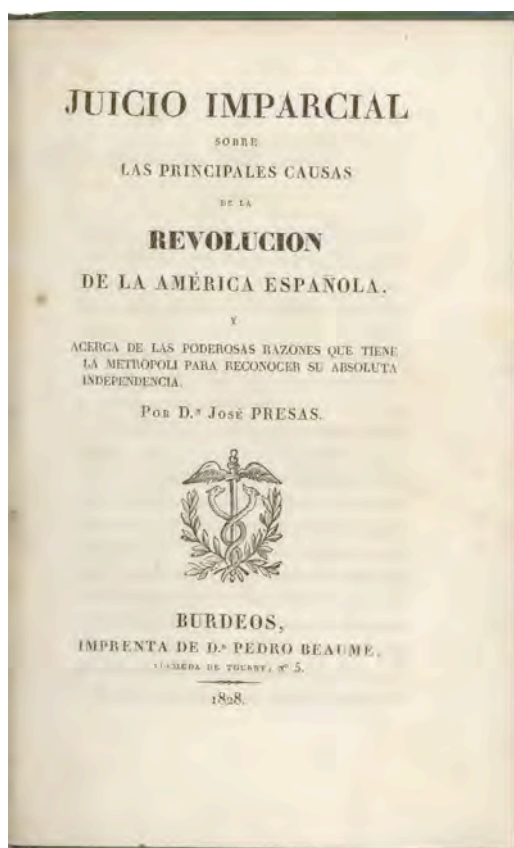 JUICIO IMPARCIAL
SOBRE
LAS PRINCIPALES CAUSAS
DE LA
REVOLUCION
DE LA AMÉRICA ESPAÑOLA.
Y
ACERCA DE LAS PODEROSAS RAZONES QUE TIENE
LA METRÓPOLI PARA RECONOCER SU ABSOLUTA
INDEPENDENCIA.
POR D.ⁿ JOSÉ PRESAS.
BURDEOS,
IMPRENTA DE D.ⁿ PEDRO BEAUME,
ALAMEDA DE TOURNY, Nº 5.
1828.